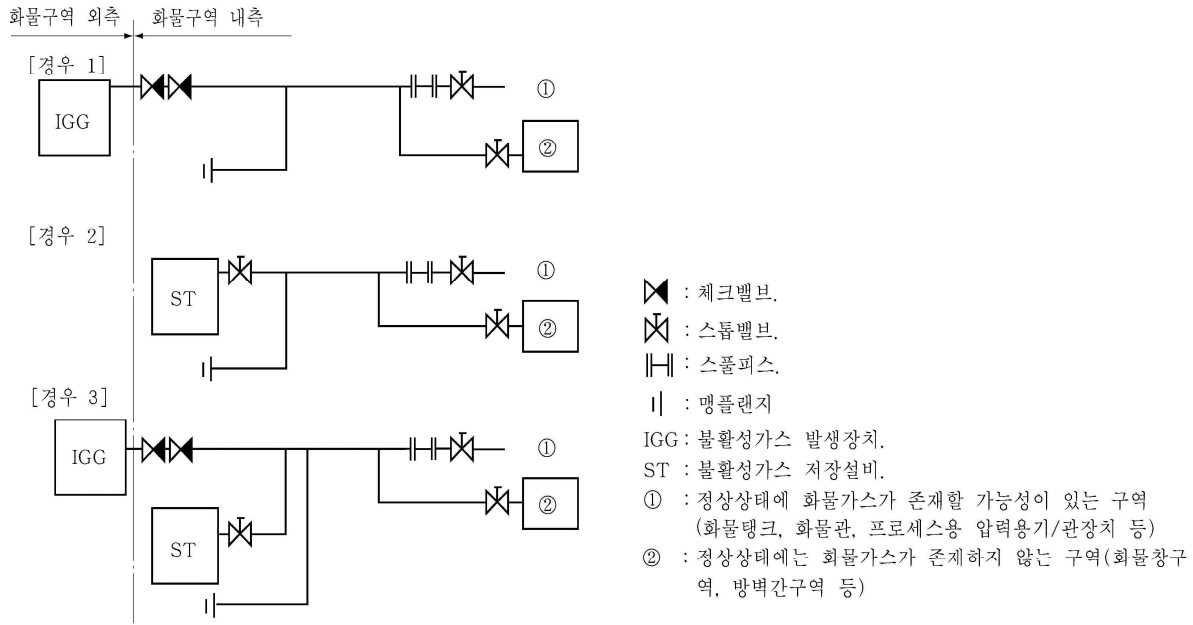 화물구역 외측
화물구역 내측
[경우 1]
IGG
①
②
[경우 2]
ST
①
②
[경우 3]
IGG
①
ST
②
: 체크밸브.
: 스톱밸브.
: 스풀피스.
: 맹플랜지
IGG : 불활성가스 발생장치.
ST : 불활성가스 저장설비.
① : 정상상태에 화물가스가 존재할 가능성이 있는 구역
(화물탱크, 화물관, 프로세스용 압력용기/관장치 등)
② : 정상상태에는 화물가스가 존재하지 않는 구역(화물창구
역, 방벽간구역 등)